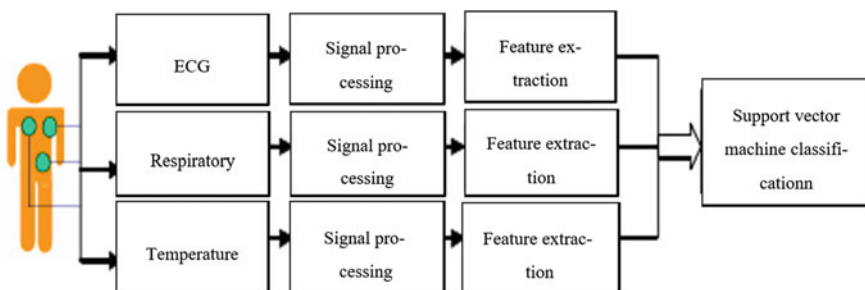 ECG
Signal pro-
cessing
Feature ex-
traction
Respiratory
Signal pro-
cessing
Feature extrac-
tion
Temperature
Signal pro-
cessing
Feature extrac-
tion
Support vector
machine classifi-
cationn